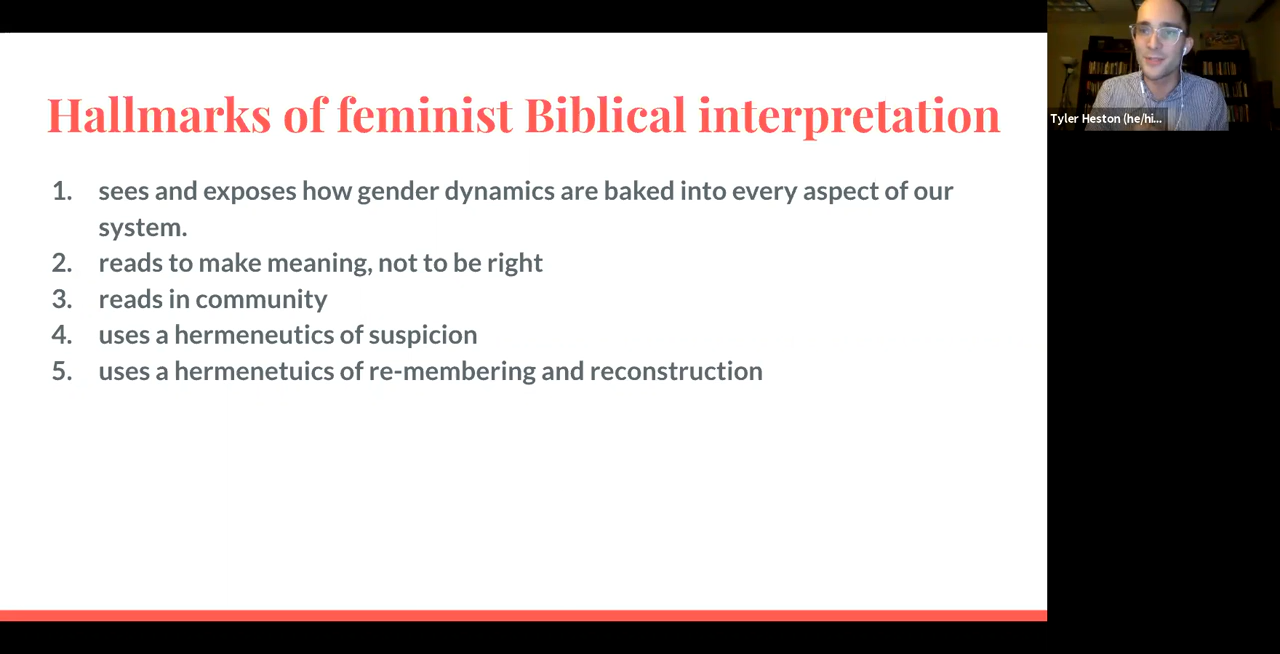 Hallmarks of feminist Biblical interpretation
1. sees and exposes how gender dynamics are baked into every aspect of our
system.
2. reads to make meaning, not to be right
3. reads in community
4. uses a hermeneutics of suspicion
5. uses a hermenetuics of re-membering and reconstruction
Tyler Heston (he/hi...